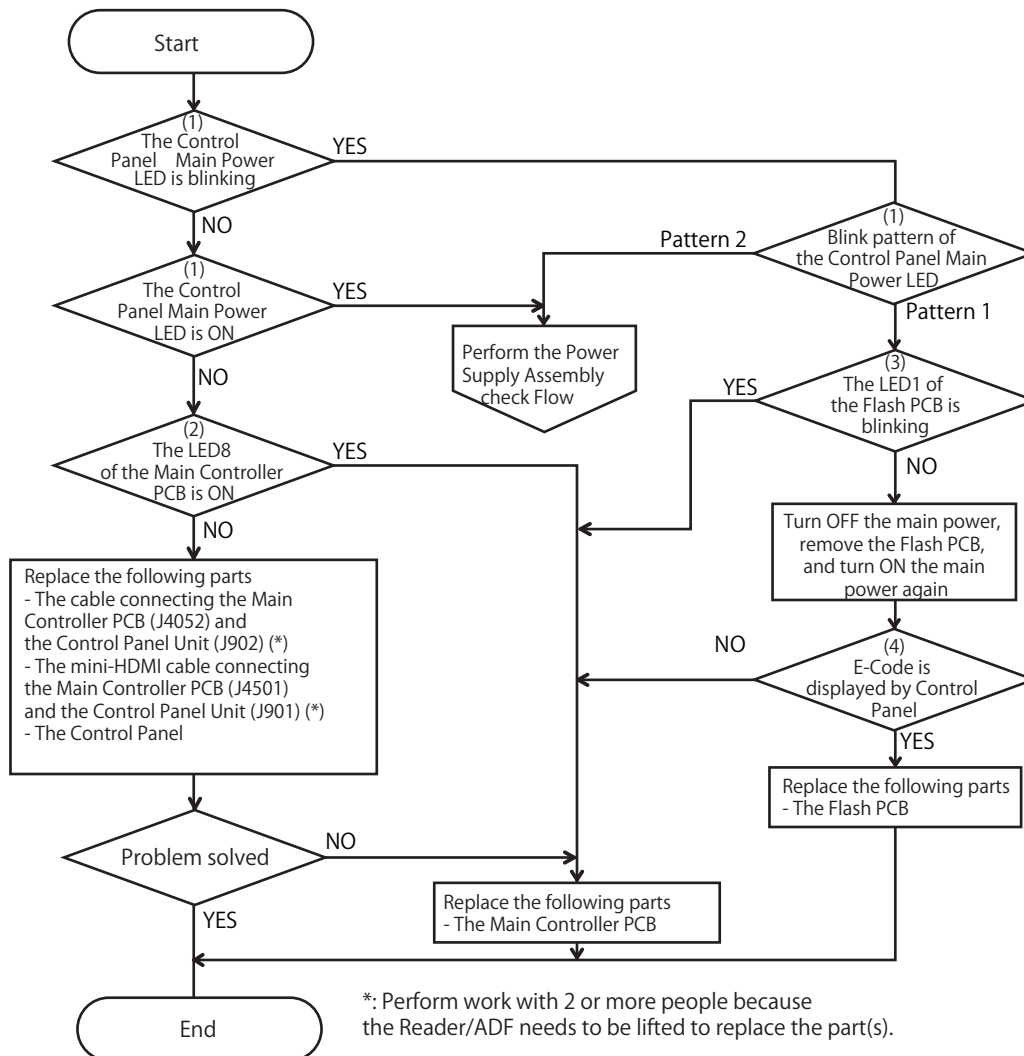 Start
(1)
The Control
Panel Main Power
LED is blinking
YES
NO
(1)
Blink pattern of
the Control Panel Main
Power LED
Pattern 2
Pattern 1
(1)
The Control
Panel Main Power
LED is ON
YES
NO
Perform the Power
Supply Assembly
check Flow
(3)
The LED1 of
the Flash PCB is
blinking
YES
NO
(2)
The LED8
of the Main Controller
PCB is ON
YES
NO
Turn OFF the main power,
remove the Flash PCB,
and turn ON the main
power again
Replace the following parts
- The cable connecting the Main
Controller PCB (J4052) and
the Control Panel Unit (J902) (*)
- The mini-HDMI cable connecting
the Main Controller PCB (J4501)
and the Control Panel Unit (J901) (*)
- The Control Panel
(4)
E-Code is
displayed by Control
Panel
NO
YES
Replace the following parts
- The Flash PCB
Problem solved
NO
YES
Replace the following parts
- The Main Controller PCB
End
*: Perform work with 2 or more people because
the Reader/ADF needs to be lifted to replace the part(s).